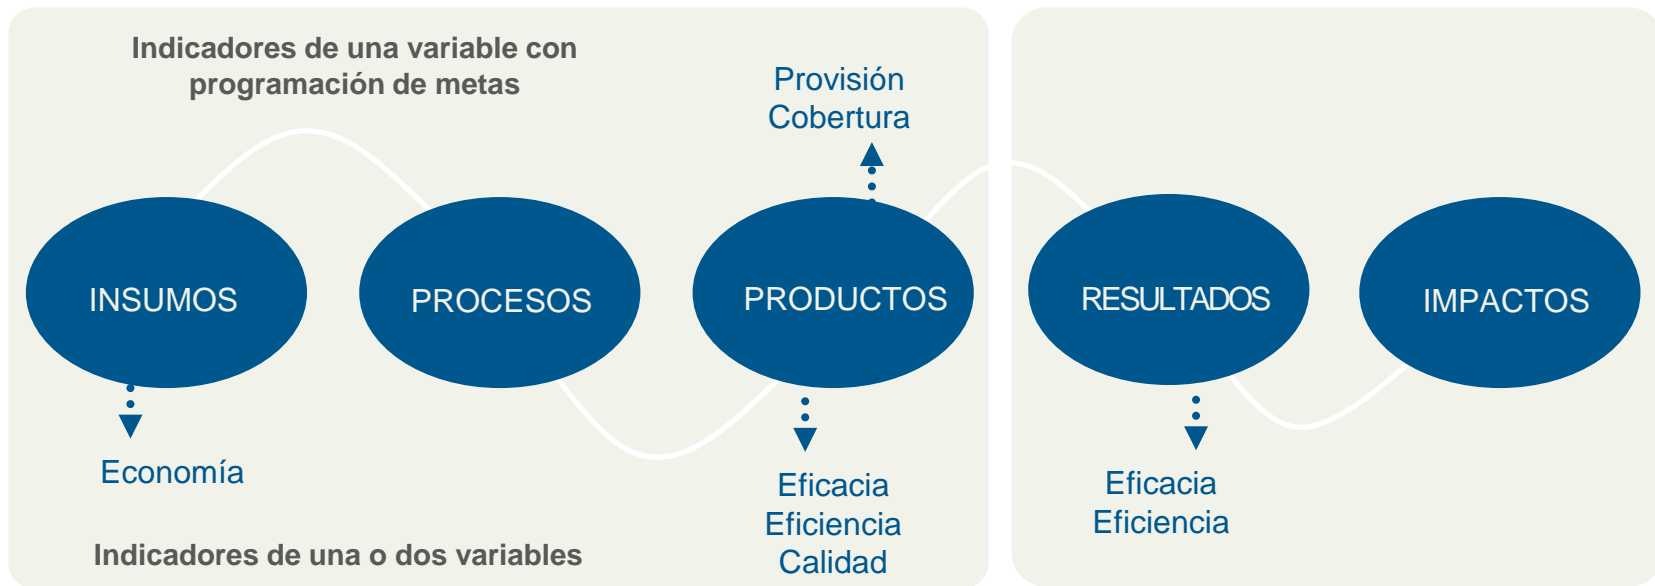 Indicadores de una variable con
programación de metas
Provisión
Cobertura
INSUMOS
PROCESOS
PRODUCTOS
RESULTADOS
IMPACTOS
Economía
Eficacia
Eficiencia
Calidad
Eficacia
Eficiencia
Indicadores de una o dos variables